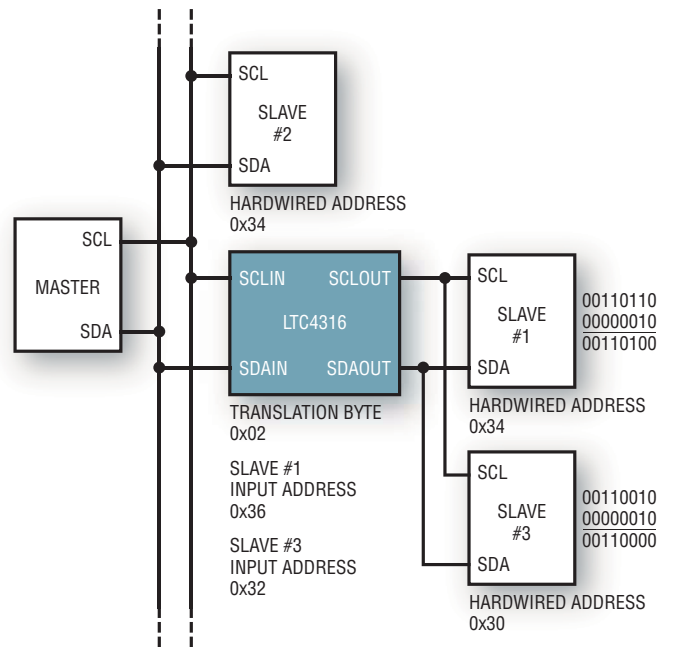 SCL
SLAVE
#2
SDA
HARDWIRED ADDRESS
0x34
SCL
MASTER
SDA
SCLIN SCLOUT
LTC4316
SDAIN SDAOUT
TRANSLATION BYTE
0x02
SLAVE #1
INPUT ADDRESS
0x36
SLAVE #3
INPUT ADDRESS
0x32
SCL
SLAVE
#1
SDA
00110110
00000010
00110100
HARDWIRED ADDRESS
0x34
SCL
SLAVE
#3
SDA
00110010
00000010
00110000
HARDWIRED ADDRESS
0x30